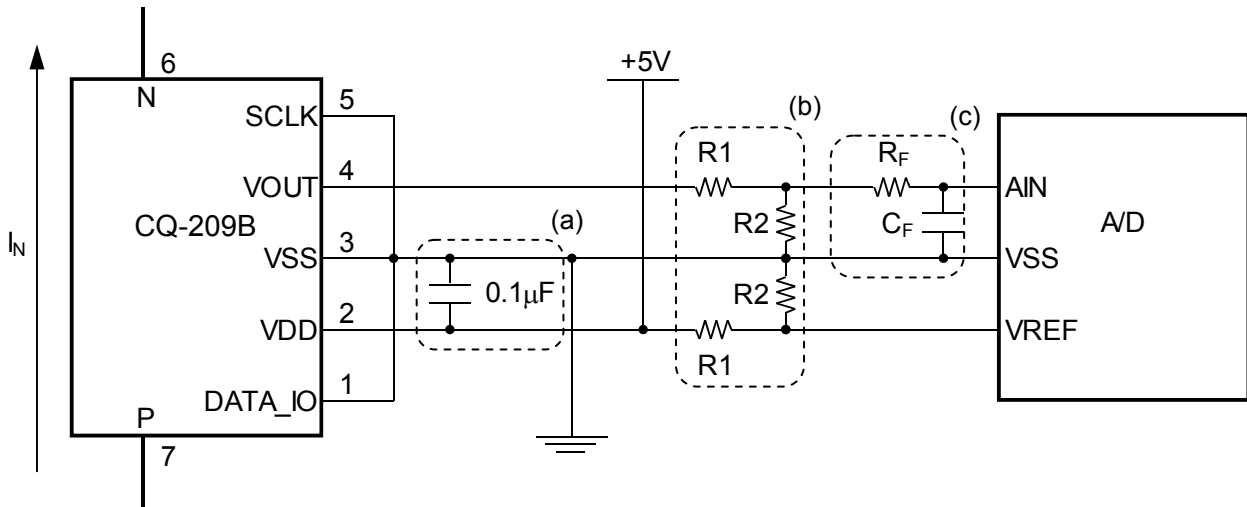 +5V
6
N
5
SCLK
(b)
(c)
R1
RF
4
VOUT
AIN
CQ-209B
(a)
R2
CF
A/D
IN
3
VSS
VSS
0.1μF
R2
2
VDD
VREF
R1
1
DATA_IO
P
7